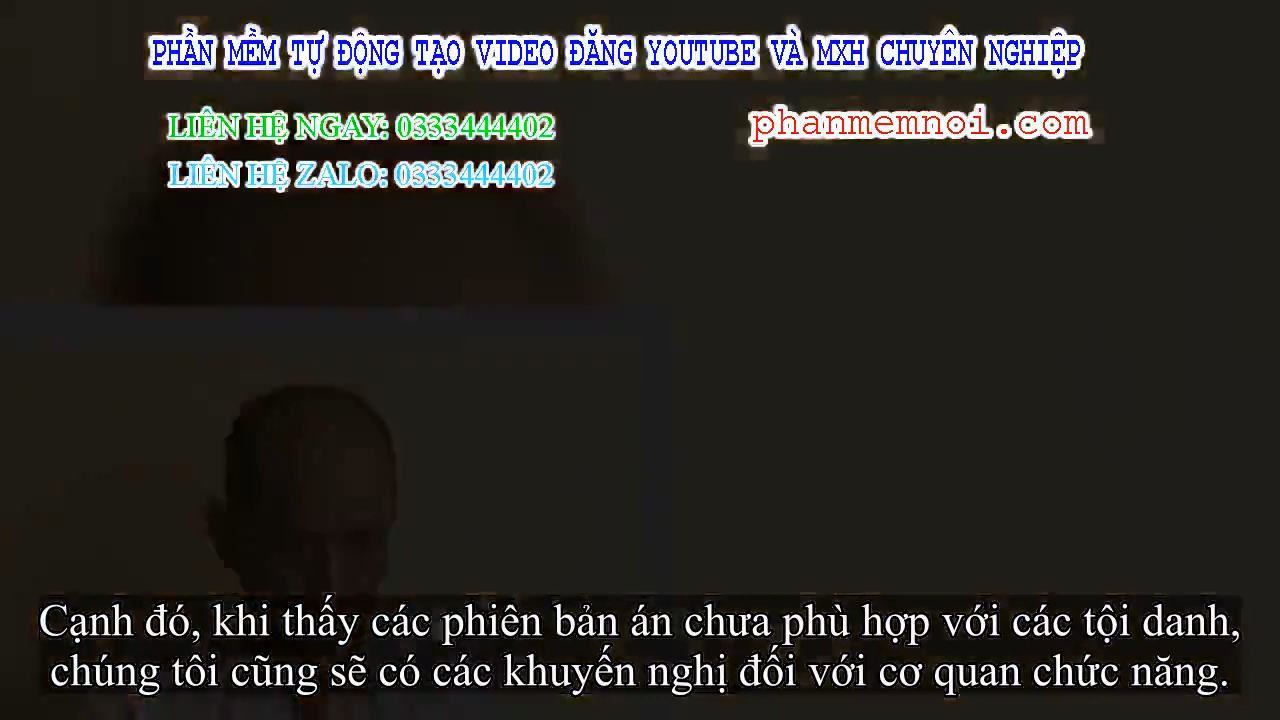 PHẦN MỀM TỰ ĐỘNG TẠO VIDEO ĐĂNG YOUTUBE VÀ MXH CHUYÊN NGHIỆP
LIÊN HỆ NGAY: 0333444402
phanmemnoi.com
LIÊN HỆ ZALO: 0333444402
Cạnh đó, khi thấy các phiên bản án chưa phù hợp với các tội danh,
chúng tôi cũng sẽ có các khuyến nghị đối với cơ quan chức năng.